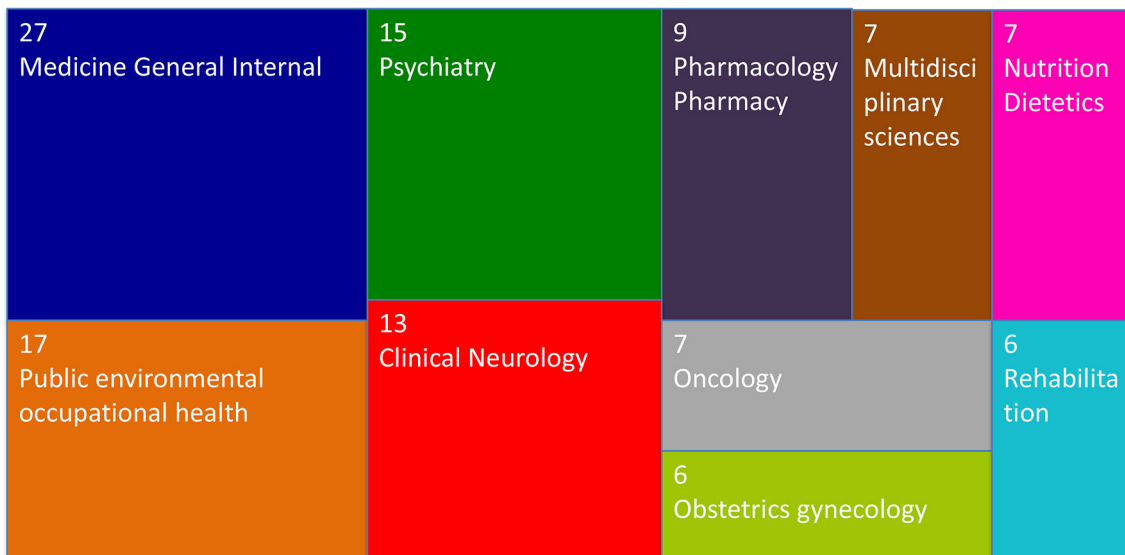 27
Medicine General Internal
15
Psychiatry
9
Pharmacology
Pharmacy
7
Multidisci
plinary
sciences
7
Nutrition
Dietetics
17
Public environmental
occupational health
13
Clinical Neurology
7
Oncology
6
Rehabilita
tion
6
Obstetrics gynecology